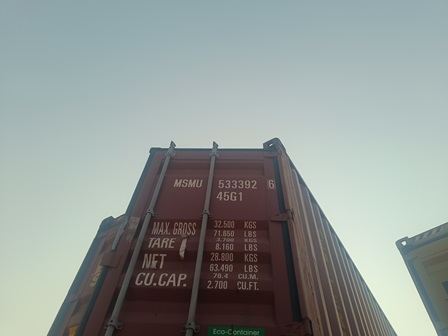 MSMU 533392 6
45G1
MAX. GROSS 32.500 KGS
71.650 LBS
TARE 3.700 KGS
8.160 LBS
NET 28.800 KGS
63.490 LBS
CU.CAP. 76.4 CU.M.
2.700 CU.FT.
Eco-Container